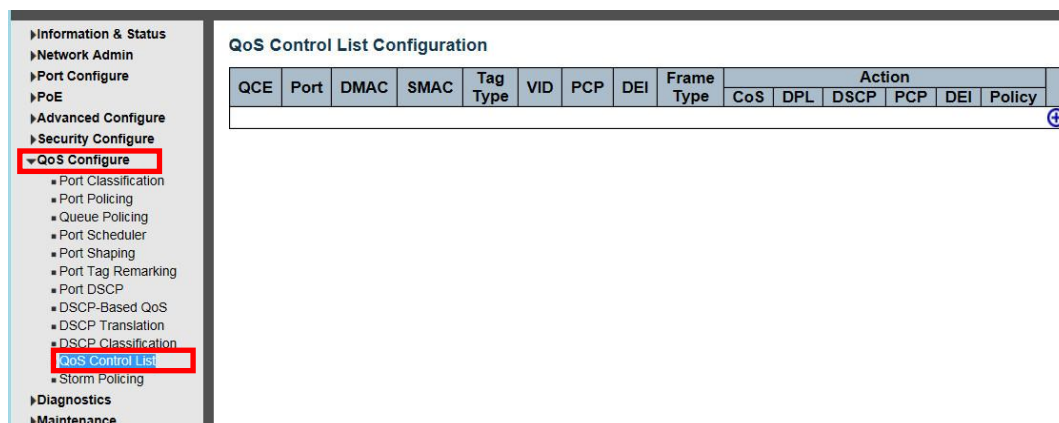 Information & Status
Network Admin
Port Configure
PoE
Advanced Configure
Security Configure
QoS Configure
Port Classification
Port Policing
Queue Policing
Port Scheduler
Port Shaping
Port Tag Remarking
Port DSCP
DSCP-Based QoS
DSCP Translation
DSCP Classification
QoS Control List
Storm Policing
Diagnostics
Maintenance
QoS Control List Configuration
QCE Port DMAC SMAC Tag Type VID PCP DEI Frame Type Action
CoS DPL DSCP PCP DEI Policy